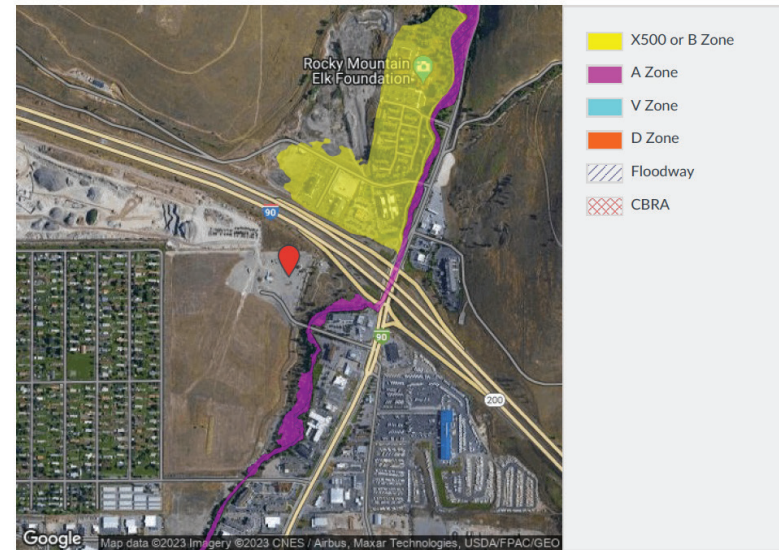 Rocky Mountain
Elk Foundation
90
90
200
Google
Map data ©2023 Imagery ©2023 CNES / Airbus, Maxar Technologies, USDA/FPAC/GEO
X500 or B Zone
A Zone
V Zone
D Zone
Floodway
CBRA